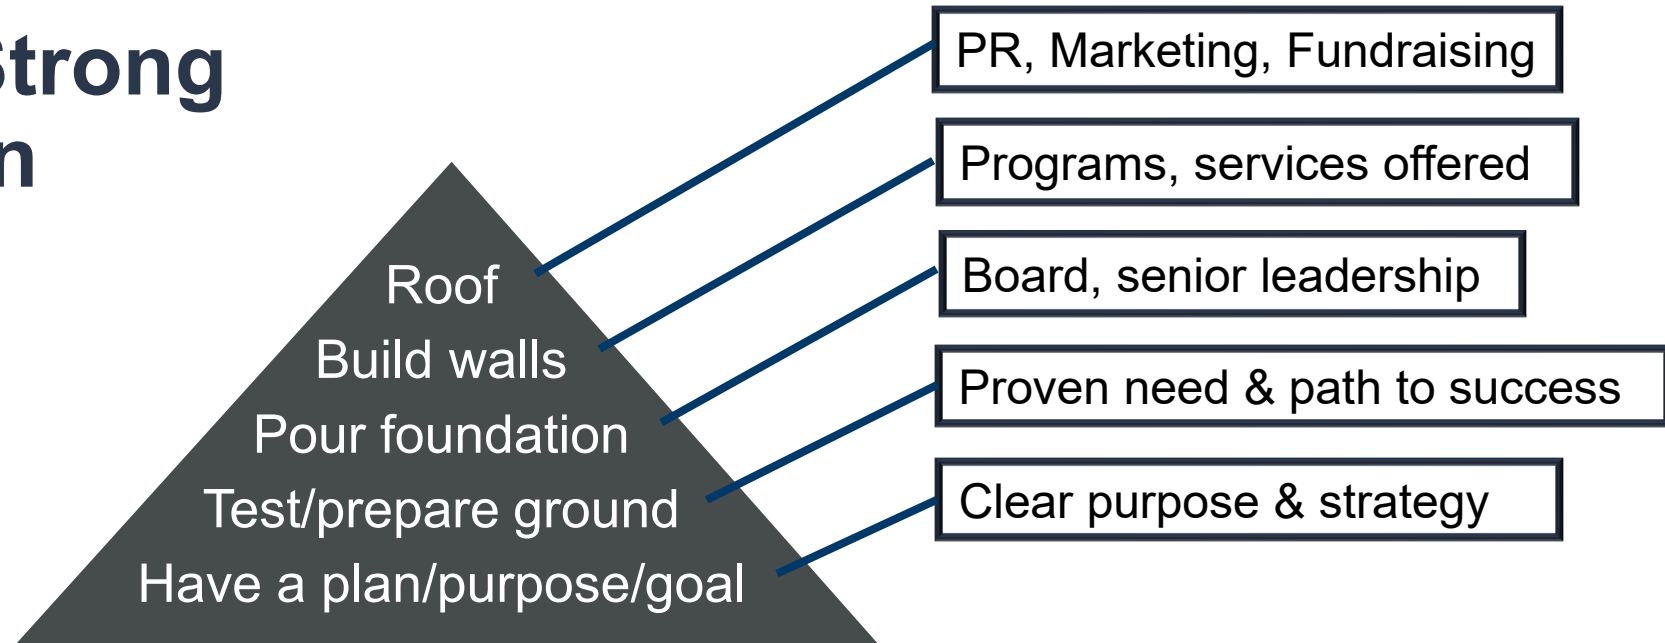 Strong
PR, Marketing, Fundraising
Programs, services offered
Board, senior leadership
Proven need & path to success
Clear purpose & strategy
Roof
Build walls
Pour foundation
Test/prepare ground
Have a plan/purpose/goal